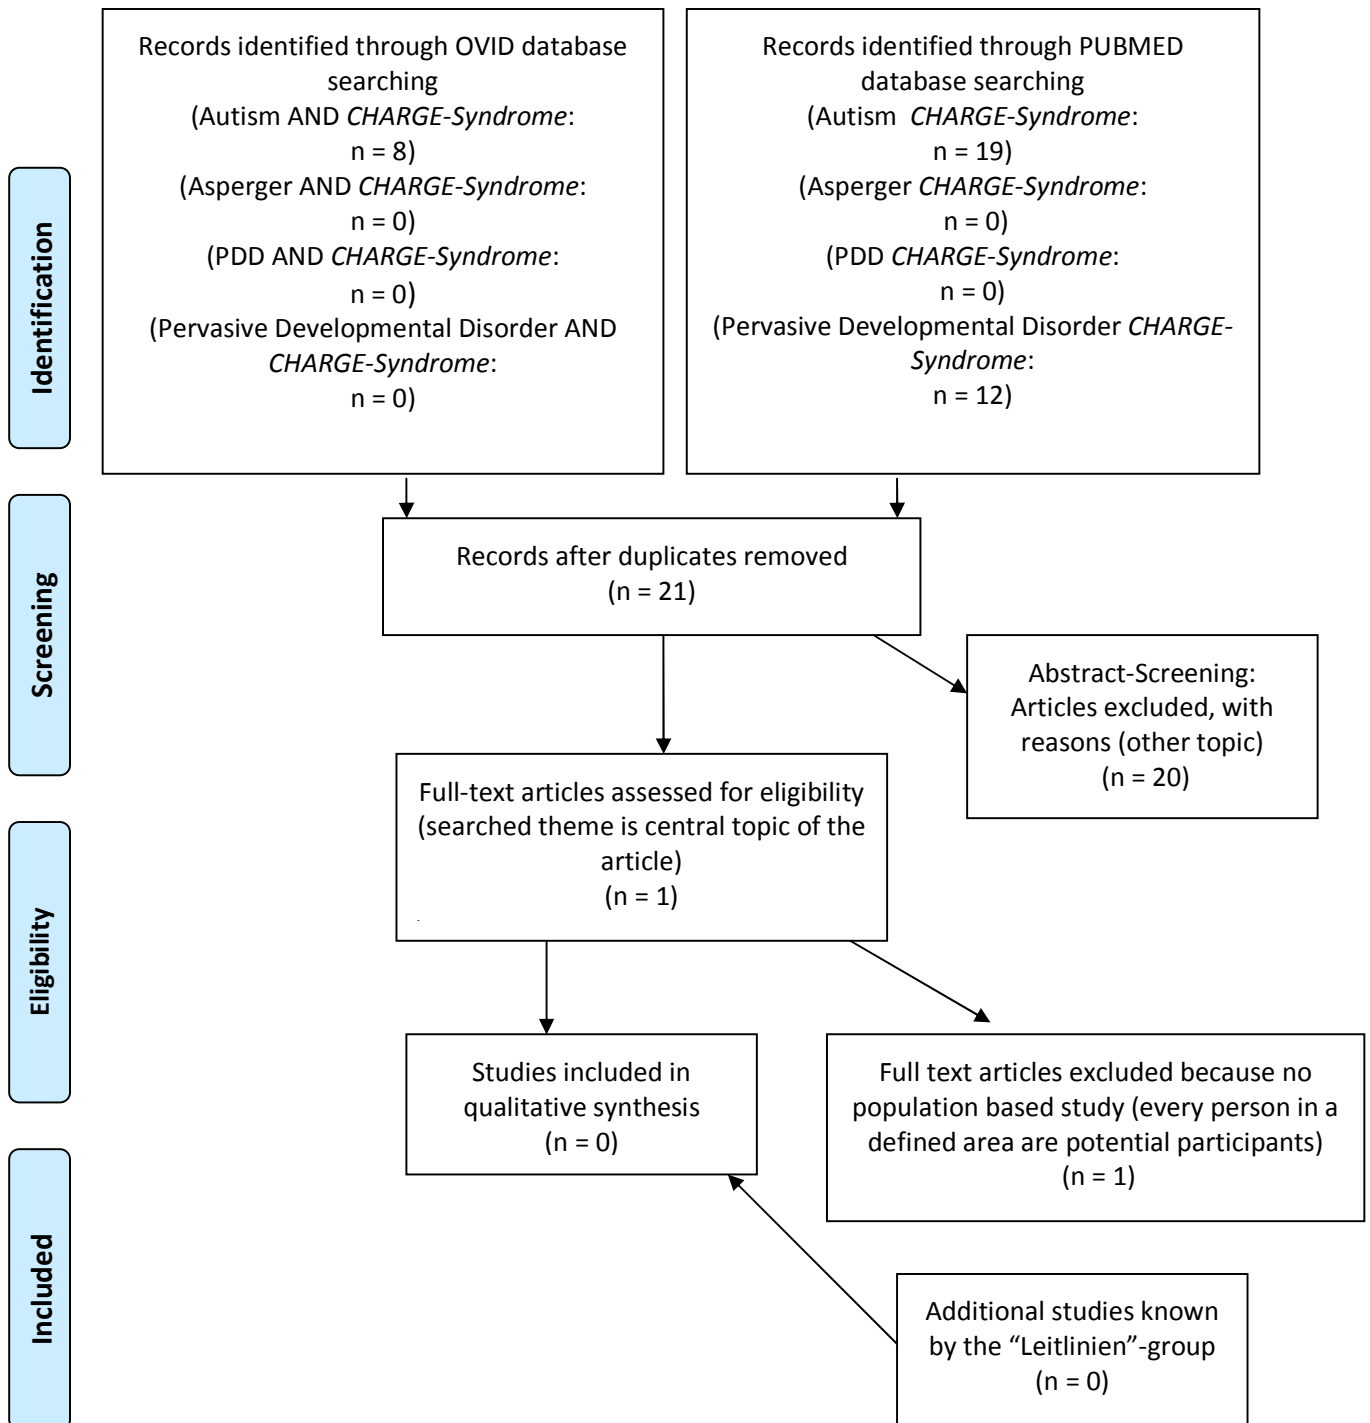 Records identified through OVID database
searching
(Autism AND CHARGE-Syndrome:
n = 8)
(Asperger AND CHARGE-Syndrome:
n = 0)
(PDD AND CHARGE-Syndrome:
n = 0)
(Pervasive Developmental Disorder AND
CHARGE-Syndrome:
n = 0)
Records identified through PUBMED
database searching
(Autism CHARGE-Syndrome:
n = 19)
(Asperger CHARGE-Syndrome:
n = 0)
(PDD CHARGE-Syndrome:
n = 0)
(Pervasive Developmental Disorder CHARGE-
Syndrome:
n = 12)
Identification
Records after duplicates removed
(n = 21)
Screening
Abstract-Screening:
Articles excluded, with
reasons (other topic)
(n = 20)
Full-text articles assessed for eligibility
(searched theme is central topic of the
article)
(n = 1)
Eligibility
Studies included in
qualitative synthesis
(n = 0)
Full text articles excluded because no
population based study (every person in a
defined area are potential participants)
(n = 1)
Included
Additional studies known
by the “Leitlinien”-group
(n = 0)